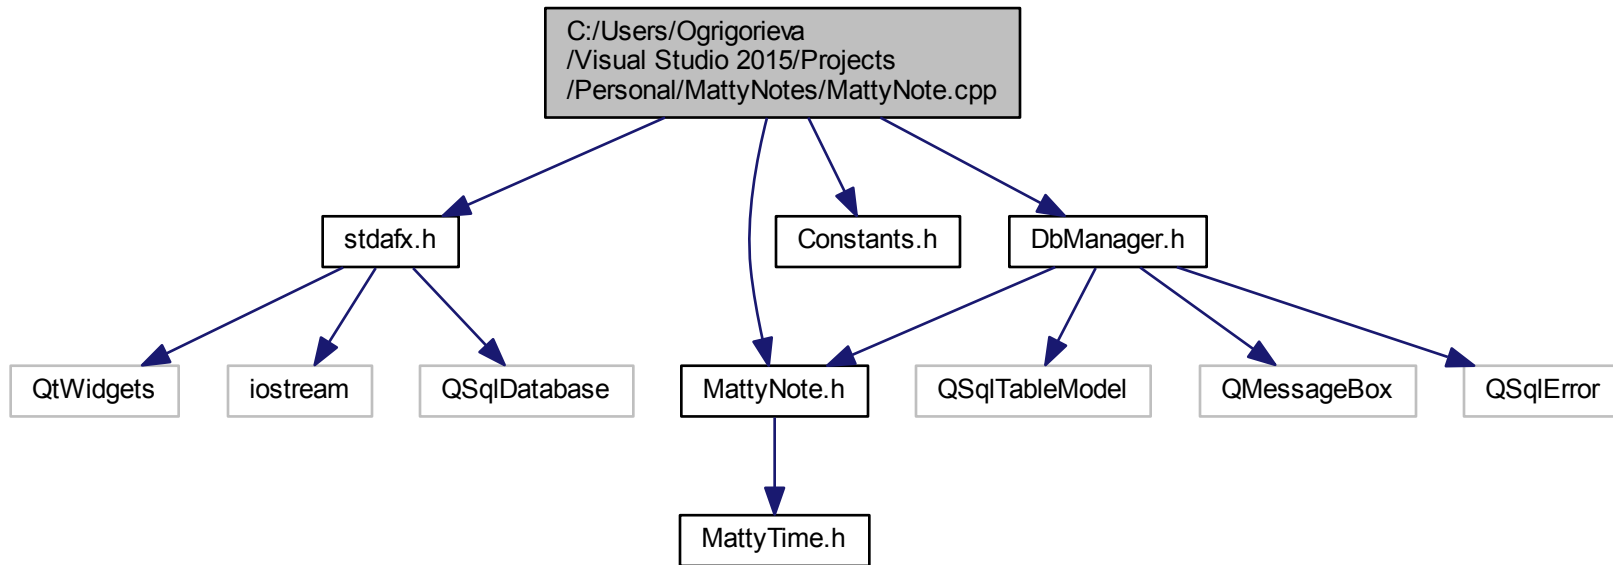 C:/Users/Ogrigorieva
/Visual Studio 2015/Projects
/Personal/MattyNotes/MattyNote.cpp
stdafx.h
Constants.h
DbManager.h
QtWidgets
iostream
QSqlDatabase
MattyNote.h
QSqlTableModel
QMessageBox
QSqlError
MattyTime.h